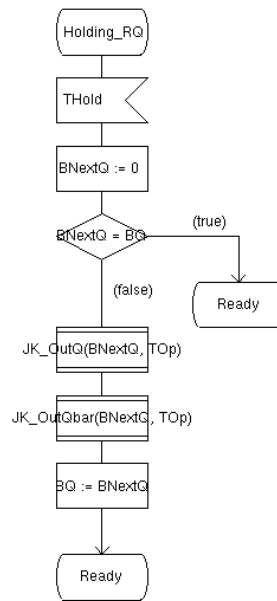 Holding_RQ
THold
BNextQ := 0
BNextQ = BQ
(true)
(false)
Ready
JK_OutQ(BNextQ, TOp)
JK_OutQbar(BNextQ, TOp)
BQ := BNextQ
Ready